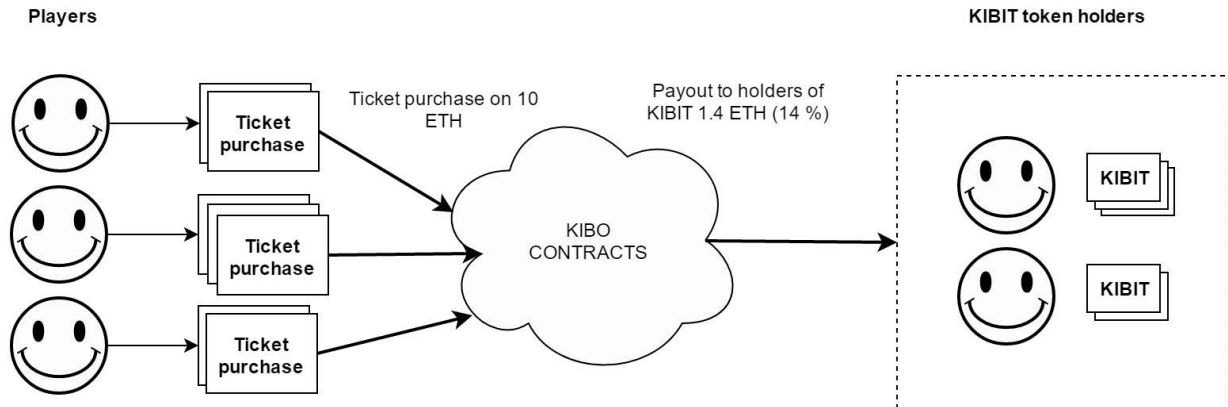 Players
KIBIT token holders
Ticket purchase on 10
ETH
Payout to holders of
KIBIT 1.4 ETH (14 %)
Ticket
purchase
Ticket
purchase
Ticket
purchase
KIBO
CONTRACTS
KIBIT
KIBIT